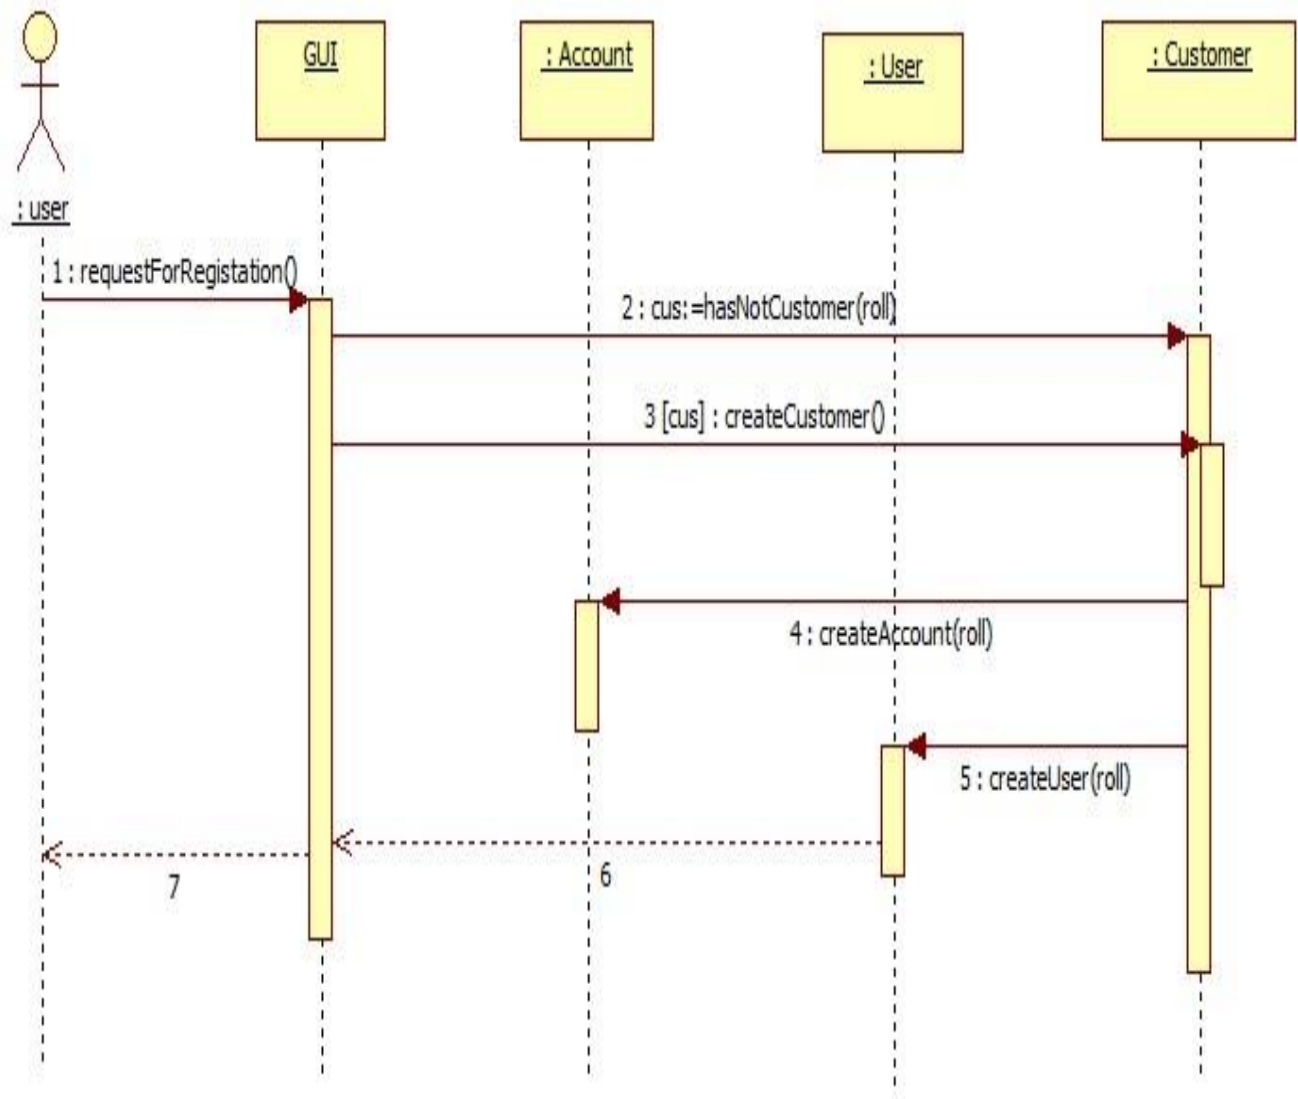 GUI
: Account
: User
: Customer
: user
1 : requestForRegistation()
2 : cus:=hasNotCustomer(roll)
3 [cus] : createCustomer()
4 : createAccount(roll)
5 : createUser(roll)
6
7